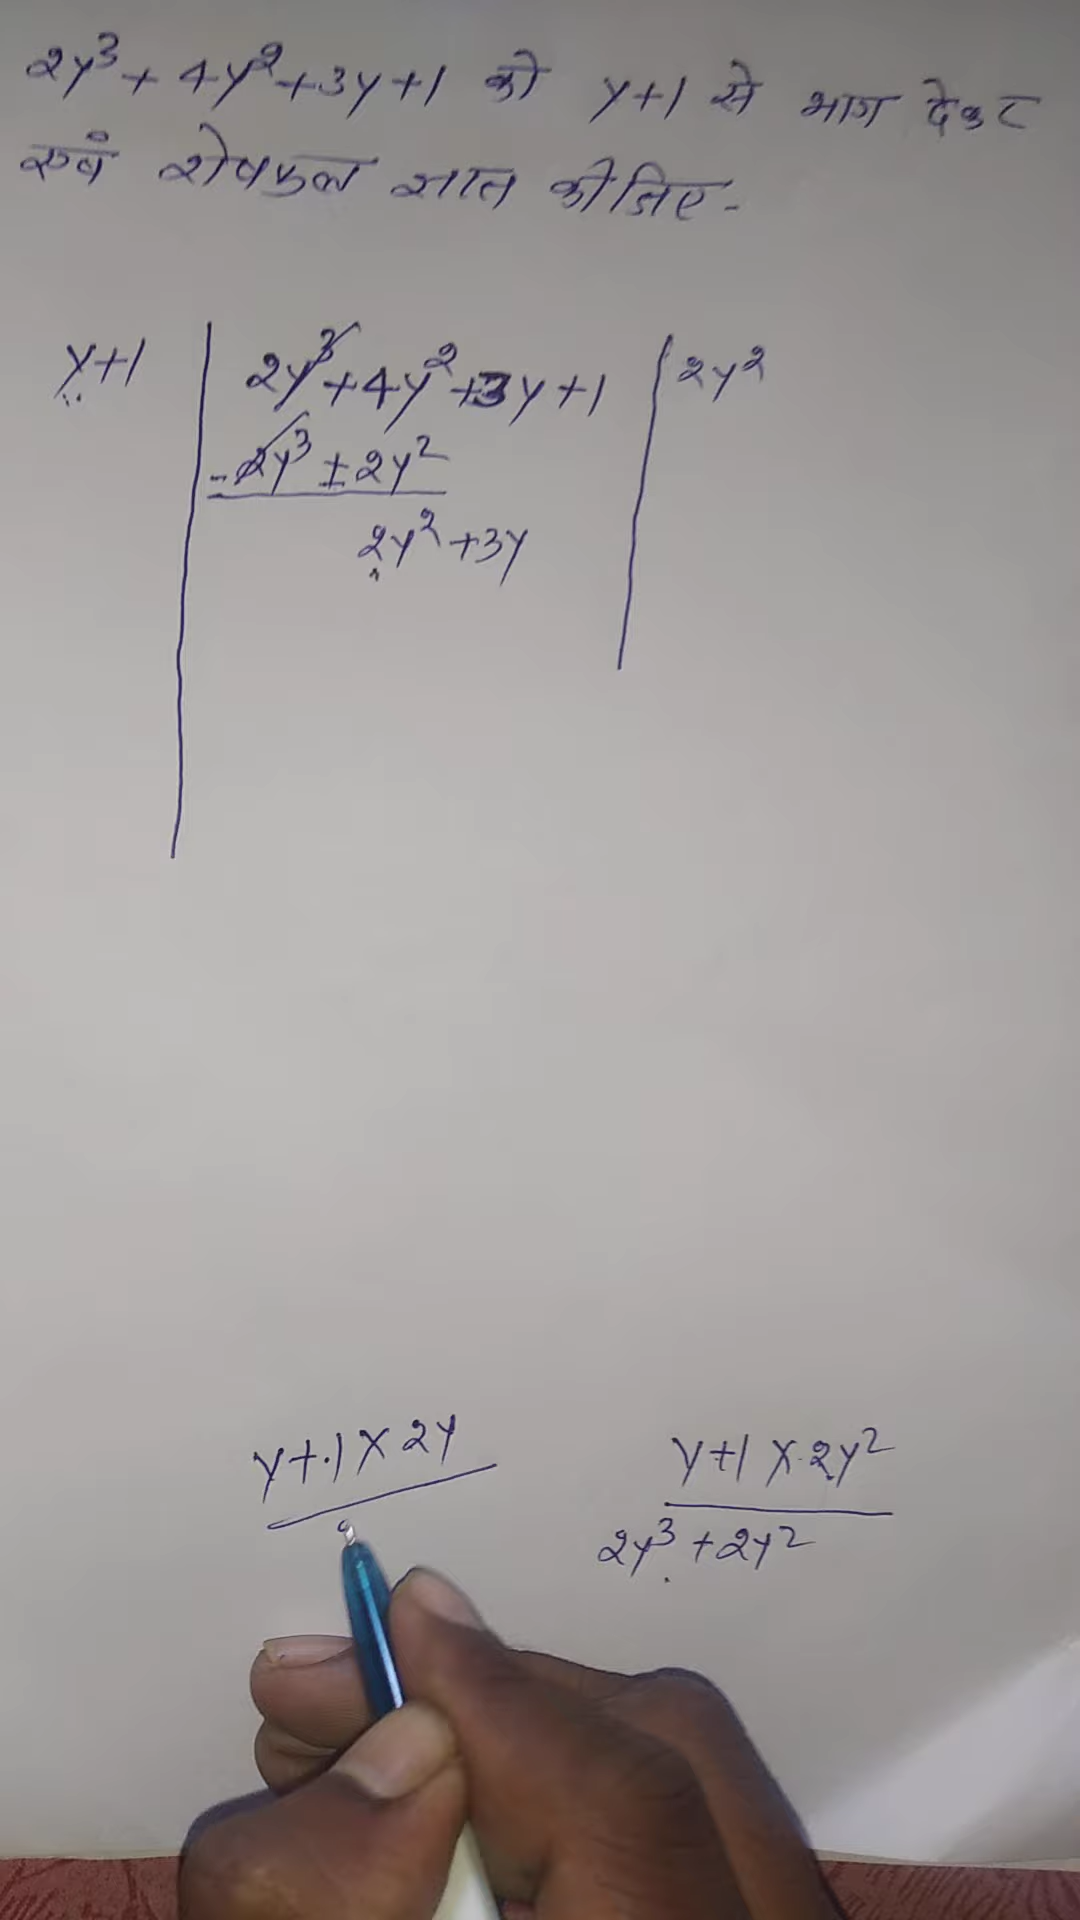 2y³ + 4y² + 3y + 1 को y+1 से भाग देकर
एवं शेषफल ज्ञात कीजिए-
y+1 | 2y³ + 4y² + 3y + 1 | 2y²
-2y³ ± 2y²
2y² + 3y
y+1 × 2y
y+1 × 2y²
2y³ + 2y²